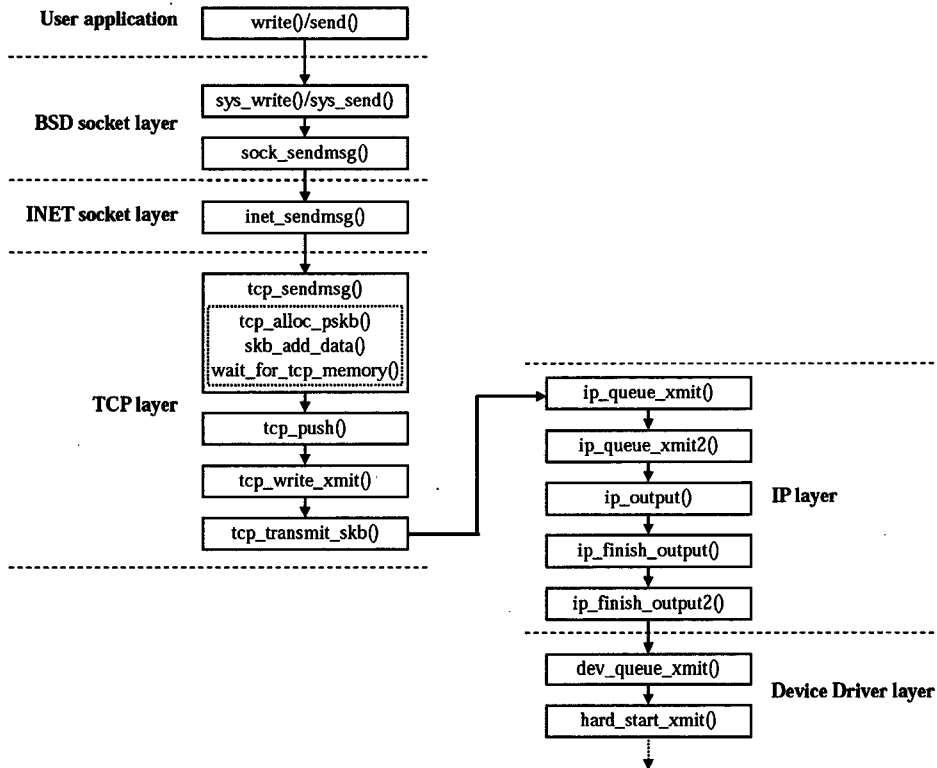 User application
write()/send()
sys_write()/sys_send()
BSD socket layer
sock_sendmsg()
INET socket layer
inet_sendmsg()
tcp_sendmsg()
tcp_alloc_pskb()
skb_add_data()
wait_for_tcp_memory()
TCP layer
tcp_push()
tcp_write_xmit()
tcp_transmit_skb()
ip_queue_xmit()
ip_queue_xmit2()
ip_output()
IP layer
ip_finish_output()
ip_finish_output2()
dev_queue_xmit()
Device Driver layer
hard_start_xmit()